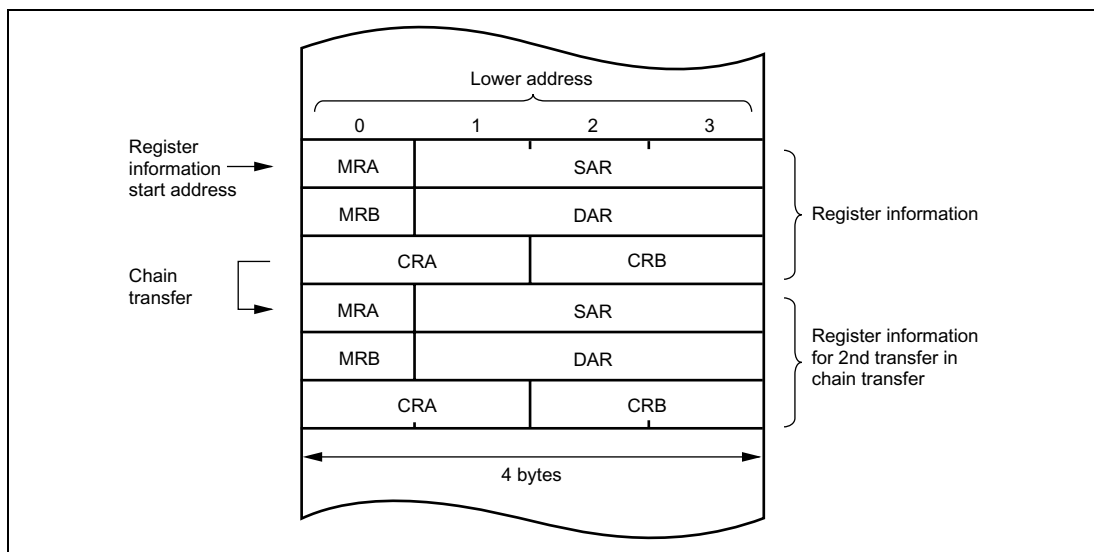 Lower address
0 1 2 3
Register
information
start address
MRA SAR
MRB DAR
Register information
CRA CRB
Chain
transfer
MRA SAR
MRB DAR
Register information
for 2nd transfer in
chain transfer
CRA CRB
4 bytes